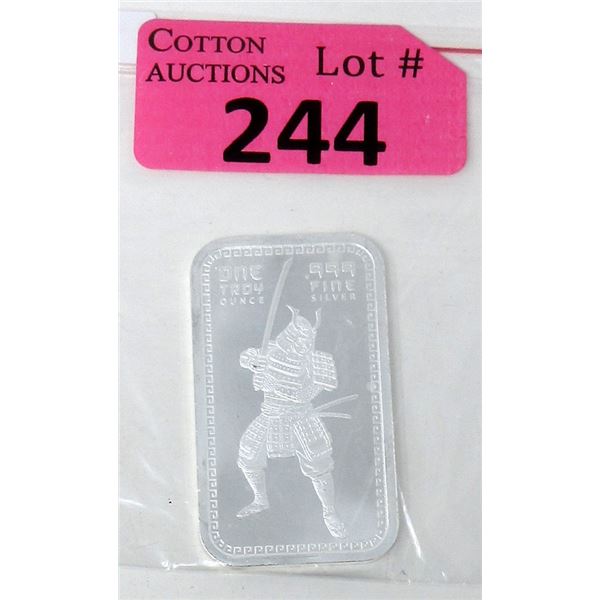 COTTON AUCTIONS Lot #
244
ONE .999
TROY FINE
OUNCE SILVER